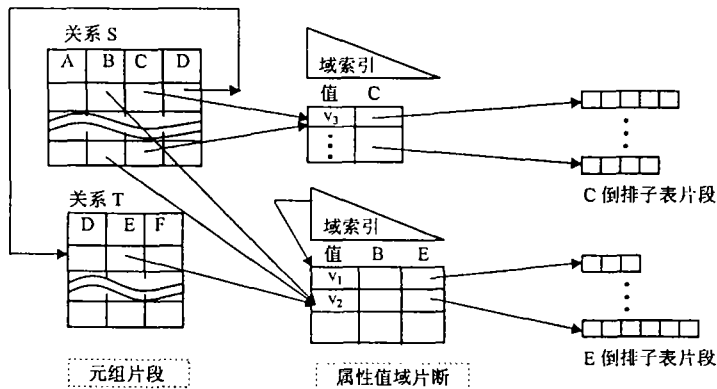 关系 S
A B C D
域索引
值 C
v₃
C 倒排子表片段
关系 T
D E F
域索引
值 B E
v₁
v₂
E 倒排子表片段
元组片段
属性值域片断